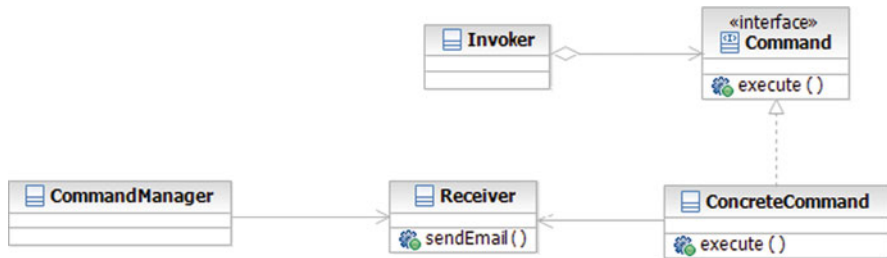 Invoker
«interface»
Command
execute ( )
CommandManager
Receiver
sendEmail ( )
ConcreteCommand
execute ( )